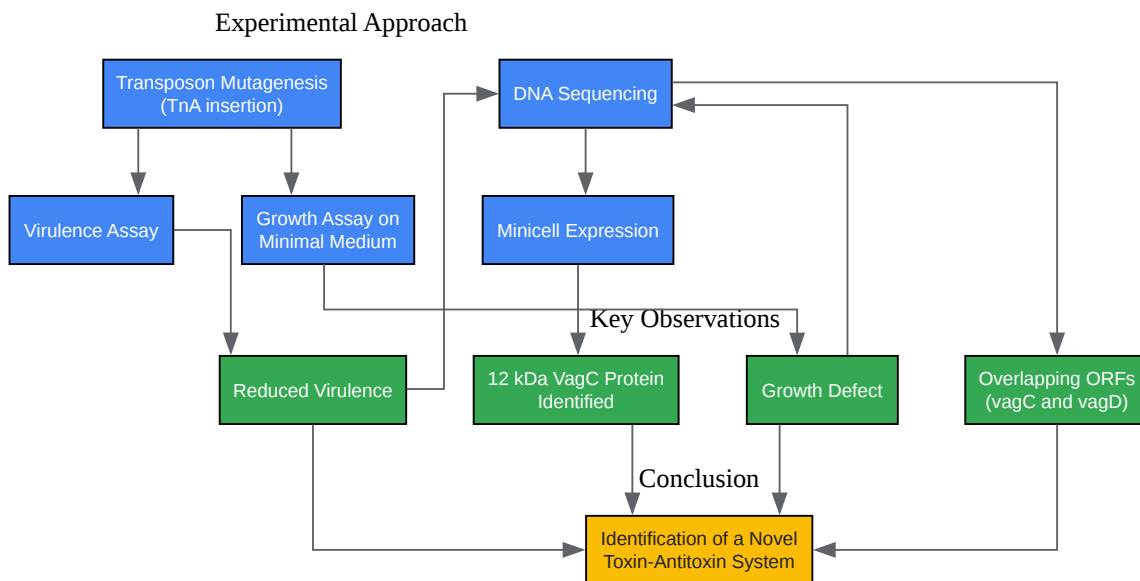 Experimental Approach
Transposon Mutagenesis
(TnA insertion)
DNA Sequencing
Virulence Assay
Growth Assay on
Minimal Medium
Minicell Expression
Key Observations
Reduced Virulence
12 kDa VagC Protein
Identified
Growth Defect
Overlapping ORFs
(vagC and vagD)
Conclusion
Identification of a Novel
Toxin-Antitoxin System